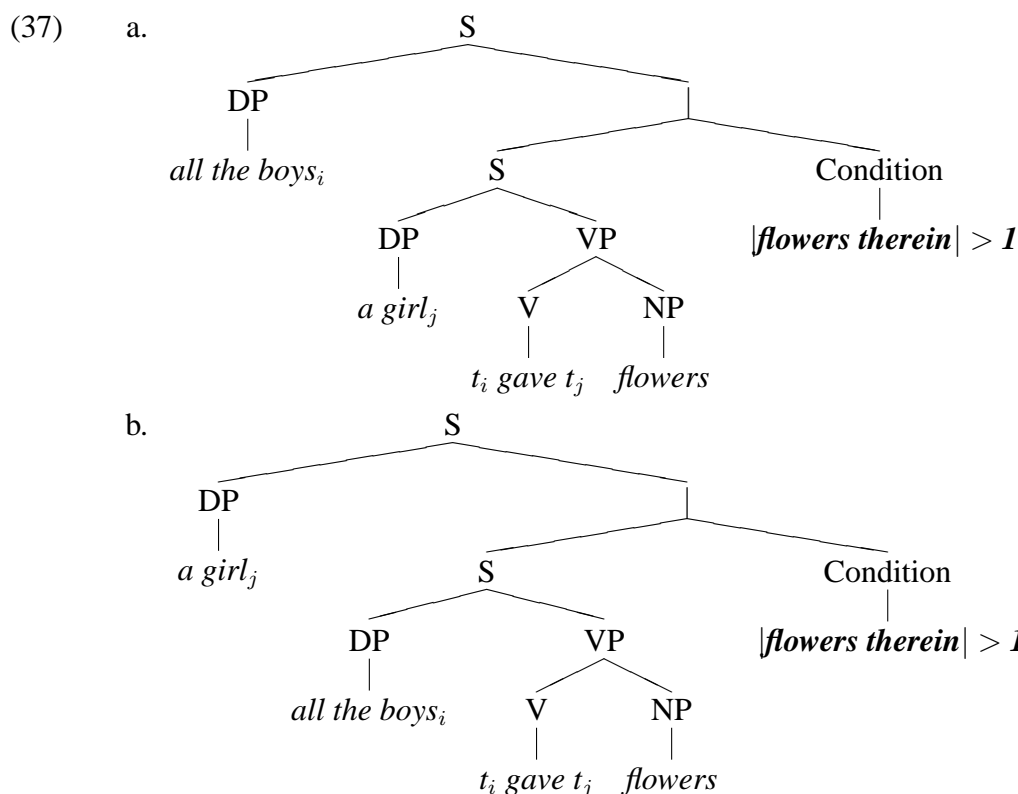 (37) a. S
DP
all the boysᵢ S Condition
DP VP |flowers therein| > 1
a girlⱼ V NP
tᵢ gave tⱼ flowers
b. S
DP
a girlⱼ S Condition
DP VP |flowers therein| > 1
all the boysᵢ V NP
tᵢ gave tⱼ flowers